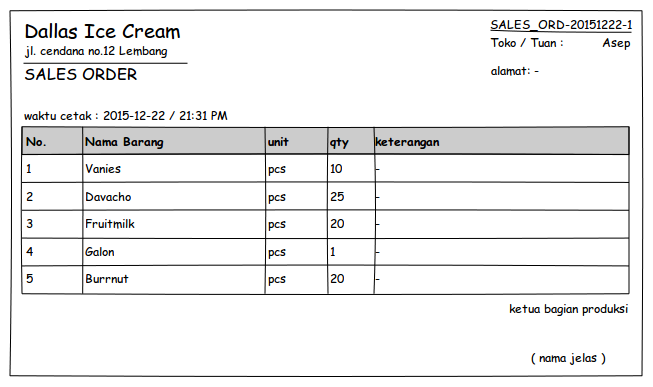 Dallas Ice Cream
jl. cendana no.12 Lembang
SALES ORDER
SALES_ORD-20151222-1
Toko / Tuan : Asep
alamat: -
waktu cetak : 2015-12-22 / 21:31 PM
No. Nama Barang unit qty keterangan
1 Vanies pcs 10 -
2 Davacho pcs 25 -
3 Fruitmilk pcs 20 -
4 Galon pcs 1 -
5 Burrnut pcs 20 -
ketua bagian produksi
( nama jelas )